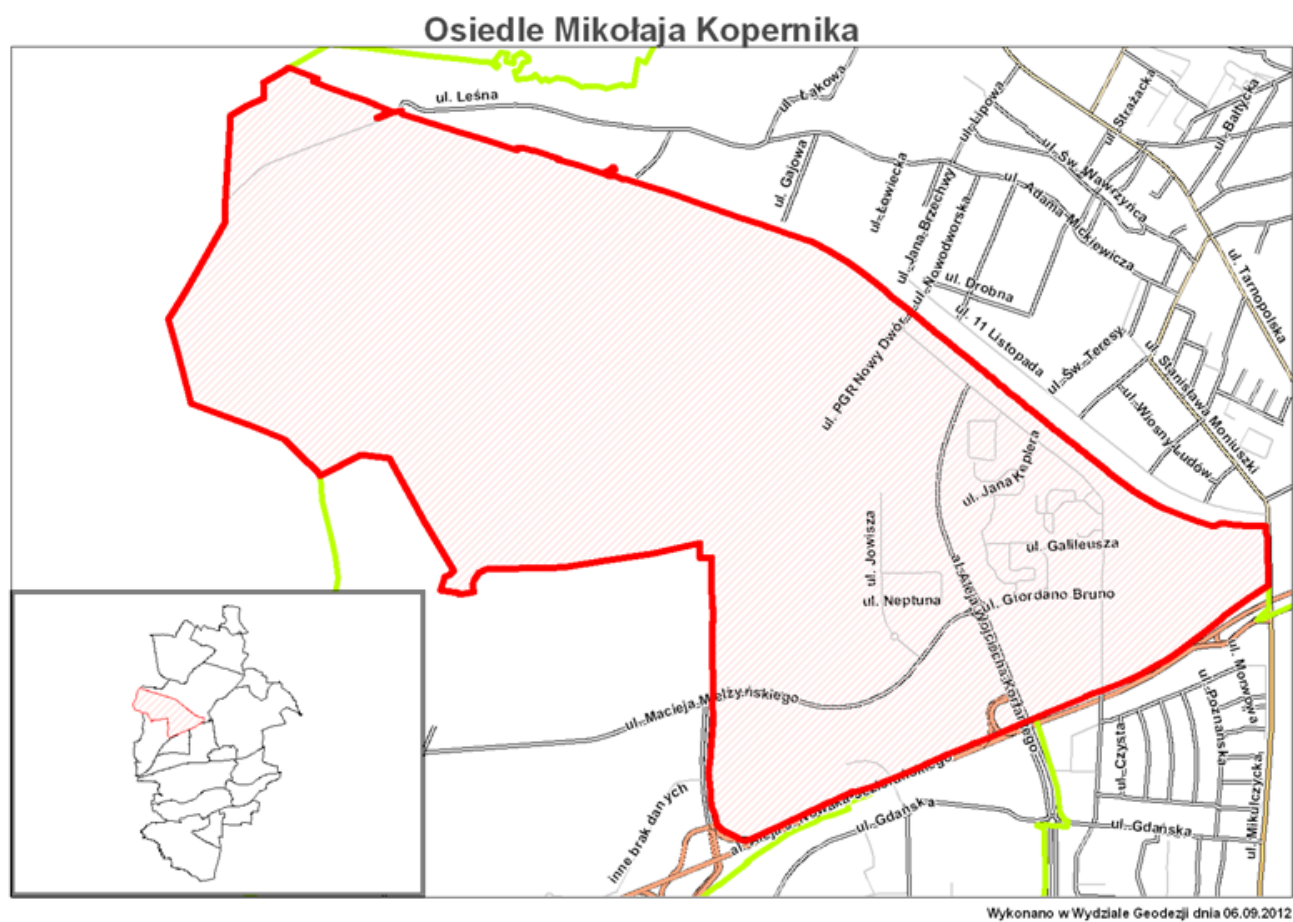 Osiedle Mikołaja Kopernika
ul. Leśna
ul. Łąkowa
ul. Lipowa
ul. Strażacka
ul. Bałtycka
ul. Św. Wawrzyńca
ul. Gajowa
ul. Łowiecka
ul. Jana Brzechwy
ul. Nowodworska
ul. Adama Mickiewicza
ul. Tarnopolska
ul. Drobna
ul. 11 Listopada
ul. PGR Nowy Dwór
ul. Św. Teresy
ul. Stanisława Moniuszki
ul. Wiosny Ludów
ul. Jana Keplera
ul. Jowisza
ul. Galileusza
ul. Neptuna
ul. Giordano Bruno
al. Aleja Wojciecha Korfantego
ul. Macieja Mielżyńskiego
ul. Morwowa
ul. Poznańska
ul. Czysta
ul. Mikulczycka
inne brak danych
ul. Gdańska
ul. Gdańska
Wykonano w Wydziale Geodezji dnia 06.09.2012